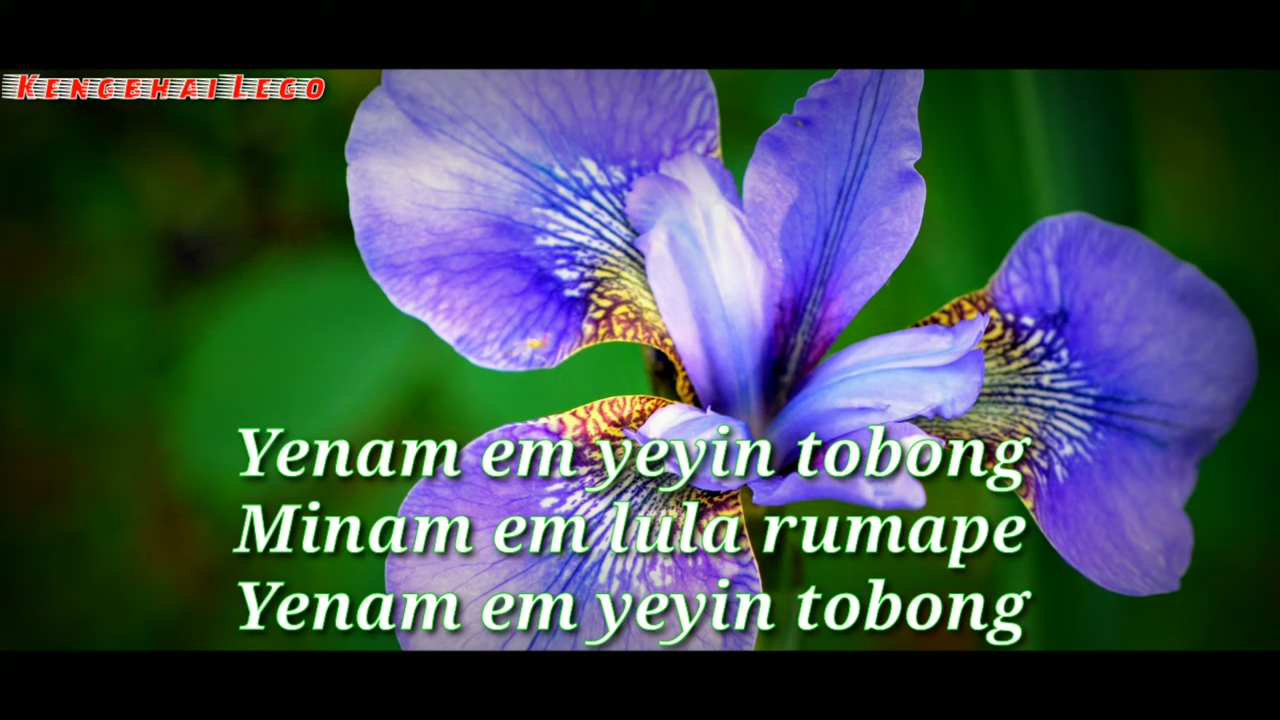 Kengehai Lego
Yenam em yeyin tobong
Minam em lula rumape
Yenam em yeyin tobong